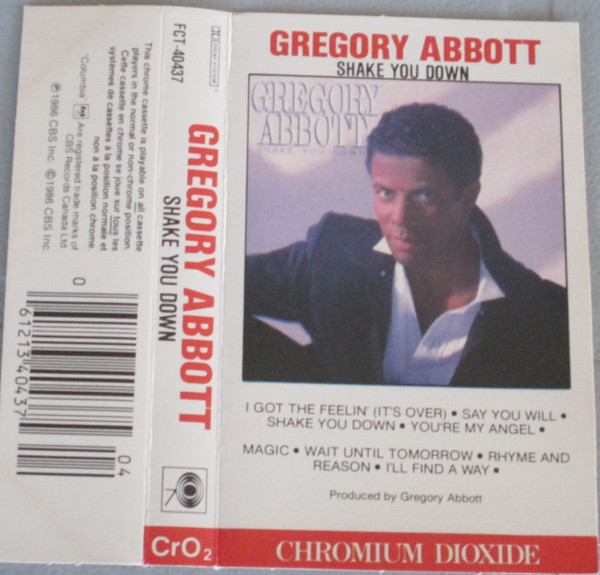 GREGORY ABBOTT
SHAKE YOU DOWN
GREGORY
ABBOTT
SHAKE YOU DOWN
I GOT THE FEELIN' (IT'S OVER) • SAY YOU WILL •
SHAKE YOU DOWN • YOU'RE MY ANGEL •
MAGIC • WAIT UNTIL TOMORROW • RHYME AND
REASON • I'LL FIND A WAY •
Produced by Gregory Abbott
CHROMIUM DIOXIDE
FCT-40437
GREGORY ABBOTT
SHAKE YOU DOWN
CrO2
This chrome cassette is playable on all cassette
players in the normal or non-chrome position.
Cette cassette en chrome se joue sur tous les
systèmes de cassettes à la position normale et
non à la position chrome.
"Columbia" Are registered trade marks of
CBS Records Canada Ltd
℗1986 CBS Inc. ©1986 CBS Inc.
0
61213 40437
04